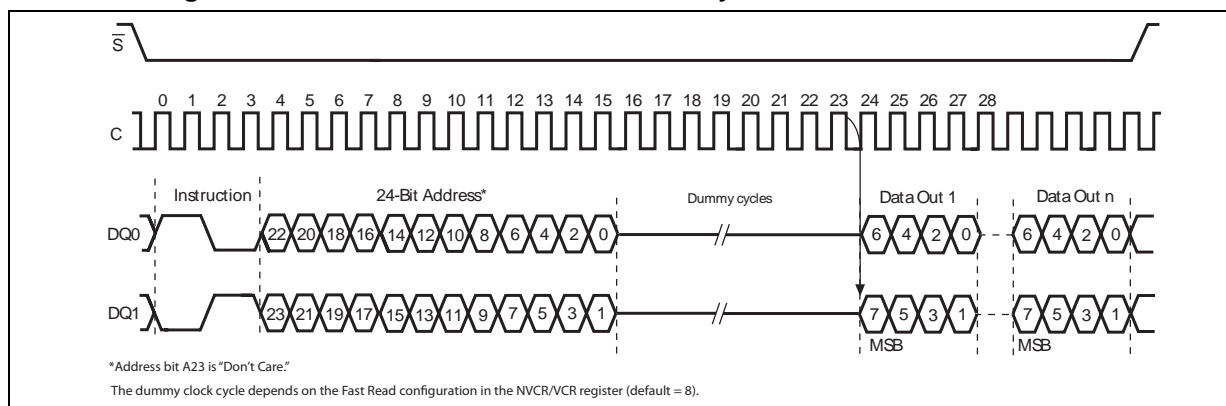 S
0 1 2 3 4 5 6 7 8 9 10 11 12 13 14 15 16 17 18 19 20 21 22 23 24 25 26 27 28
C
Instruction 24-Bit Address* Dummy cycles Data Out 1 Data Out n
DQ0 22 20 18 16 14 12 10 8 6 4 2 0 6 4 2 0 6 4 2 0
DQ1 23 21 19 17 15 13 11 9 7 5 3 1 7 5 3 1 7 5 3 1
MSB MSB
*Address bit A23 is "Don't Care."
The dummy clock cycle depends on the Fast Read configuration in the NVCR/VCR register (default = 8).